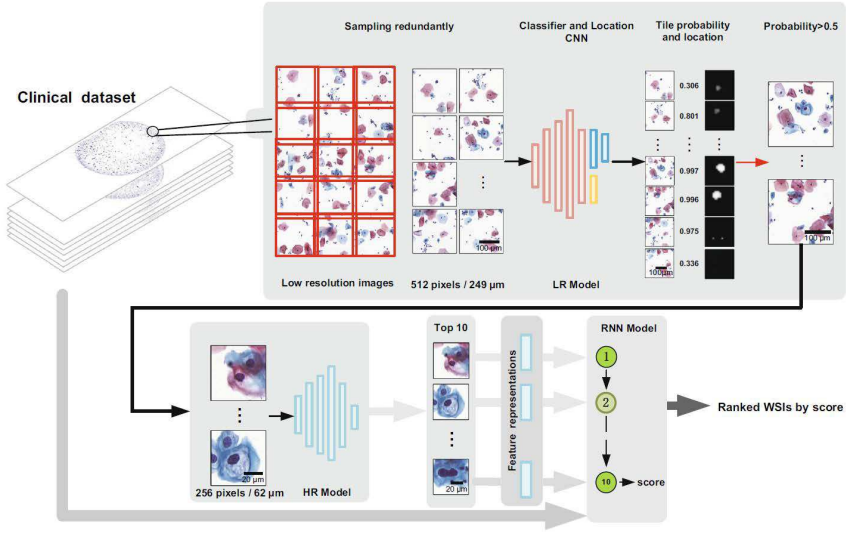 Sampling redundantly
Classifier and Location
CNN
Tile probability
and location
Probability>0.5
Clinical dataset
0.306
0.801
0.997
0.996
0.975
0.336
100 µm
100 µm
100 µm
Low resolution images
512 pixels / 249 µm
LR Model
Top 10
RNN Model
Feature representations
1
2
10
score
Ranked WSIs by score
20 µm
20 µm
256 pixels / 62 µm
HR Model